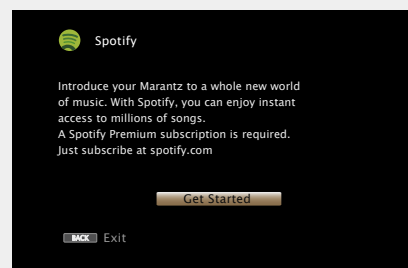 Spotify
Introduce your Marantz to a whole new world
of music. With Spotify, you can enjoy instant
access to millions of songs.
A Spotify Premium subscription is required.
Just subscribe at spotify.com
Get Started
BACK Exit